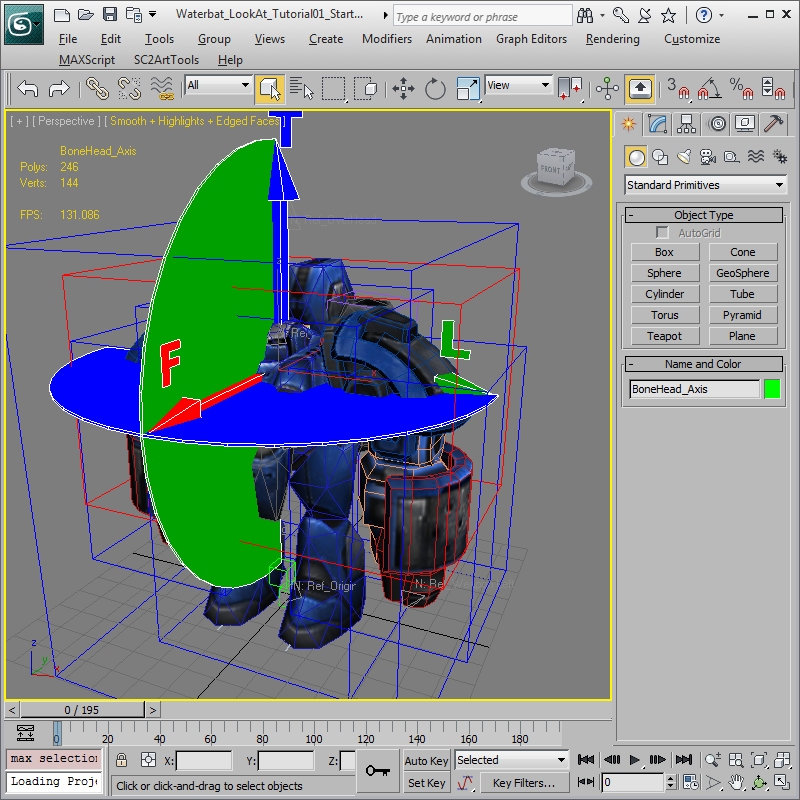 Waterbat_LookAt_Tutorial01_Start...
Type a keyword or phrase
File Edit Tools Group Views Create Modifiers Animation Graph Editors Rendering Customize
MAXScript SC2ArtTools Help
All
View
3
%
[ + ] [ Perspective ] [ Smooth + Highlights + Edged Faces ]
BoneHead_Axis
Polys: 246
Verts: 144
FPS: 131.086
FRONT
F
L
x
N: Ref_Origin
N: Re
z
y
x
Standard Primitives
- Object Type
AutoGrid
Box Cone
Sphere GeoSphere
Cylinder Tube
Torus Pyramid
Teapot Plane
- Name and Color
BoneHead_Axis
< 0 / 195 >
0 20 40 60 80 100 120 140 160 180
max selection
Loading Proj
X: Y: Z:
Click or click-and-drag to select objects
Auto Key Selected
Set Key Key Filters...
0